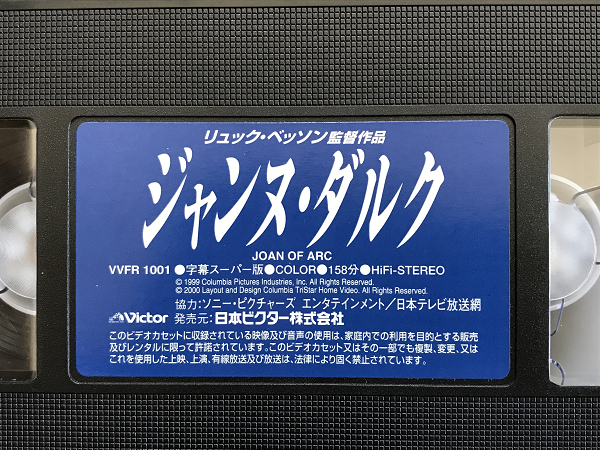 リュック・ベッソン監督作品
ジャンヌ・ダルク
JOAN OF ARC
VVFR 1001 ●字幕スーパー版●COLOR●158分●HiFi-STEREO
© 1999 Columbia Pictures Industries, Inc. All Rights Reserved.
© 2000 Layout and Design Columbia TriStar Home Video. All Rights Reserved.
協力:ソニー・ピクチャーズ エンタテインメント/日本テレビ放送網
Victor 発売元:日本ビクター株式会社
このビデオカセットに収録されている映像及び音声の使用は、家庭内での利用を目的とする販売
及びレンタルに限って許諾されています。このビデオカセット又はその一部でも複製、変更、又は
これを使用した上映、上演、有線放送及び放送は、法律により固く禁止されています。